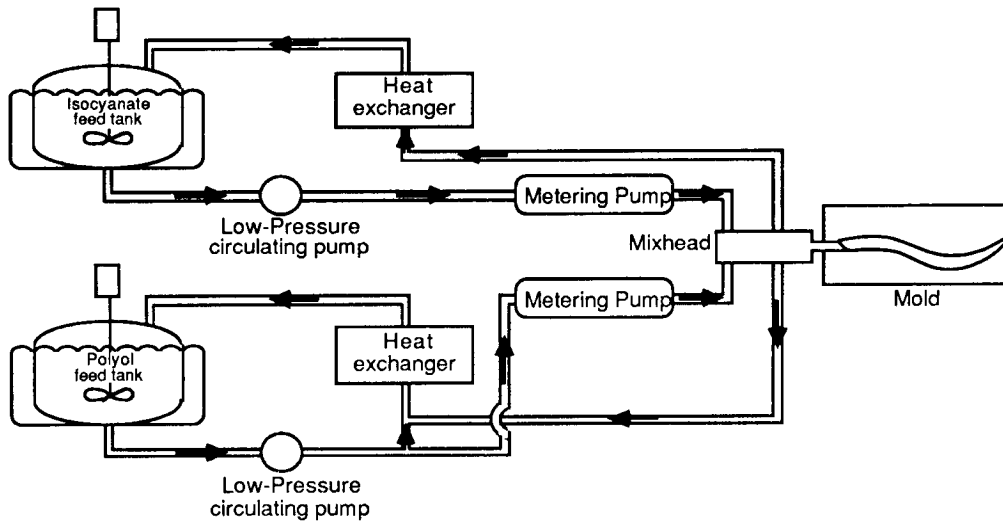 Isocyanate
feed tank
Heat
exchanger
Low-Pressure
circulating pump
Metering Pump
Mixhead
Mold
Metering Pump
Polyol
feed tank
Heat
exchanger
Low-Pressure
circulating pump